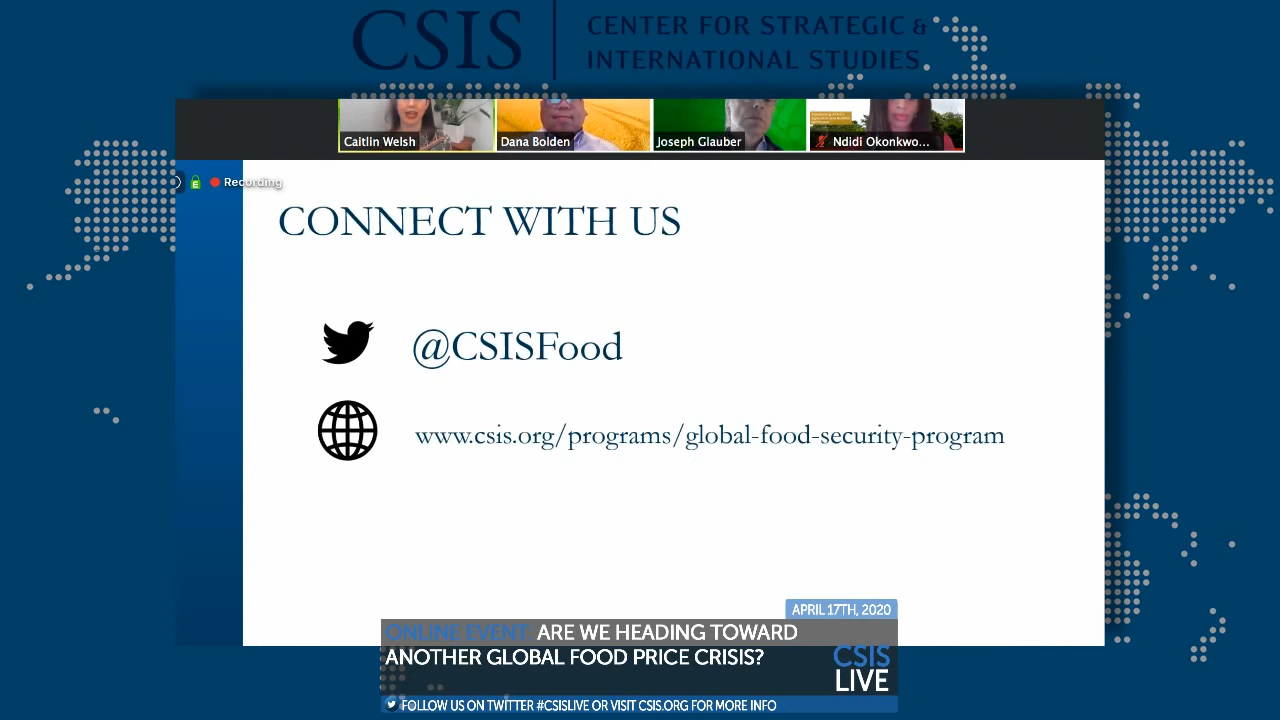 CSIS
CENTER FOR STRATEGIC &
INTERNATIONAL STUDIES
Caitlin Welsh
Dana Bolden
Joseph Glauber
Ndidi Okonkwo...
Recording
CONNECT WITH US
@CSISFood
www.csis.org/programs/global-food-security-program
APRIL 17TH, 2020
ONLINE EVENT: ARE WE HEADING TOWARD
ANOTHER GLOBAL FOOD PRICE CRISIS?
CSIS
LIVE
FOLLOW US ON TWITTER #CSISLIVE OR VISIT CSIS.ORG FOR MORE INFO